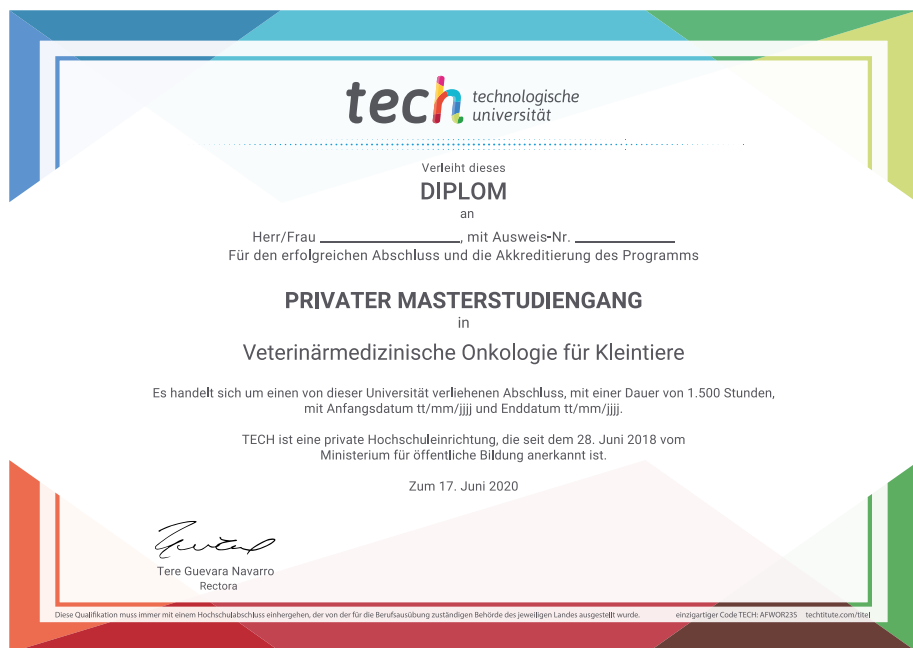 tech technologische
universität
Verleiht dieses
DIPLOM
an
Herr/Frau ____________________, mit Ausweis-Nr. ______________
Für den erfolgreichen Abschluss und die Akkreditierung des Programms
PRIVATER MASTERSTUDIENGANG
in
Veterinärmedizinische Onkologie für Kleintiere
Es handelt sich um einen von dieser Universität verliehenen Abschluss, mit einer Dauer von 1.500 Stunden,
mit Anfangsdatum tt/mm/jjjj und Enddatum tt/mm/jjjj.
TECH ist eine private Hochschuleinrichtung, die seit dem 28. Juni 2018 vom
Ministerium für öffentliche Bildung anerkannt ist.
Zum 17. Juni 2020
Tere Guevara Navarro
Rectora
Diese Qualifikation muss immer mit einem Hochschulabschluss einhergehen, der von der für die Berufsausübung zuständigen Behörde des jeweiligen Landes ausgestellt wurde. einzigartiger Code TECH: AFWOR23S techtitute.com/titel